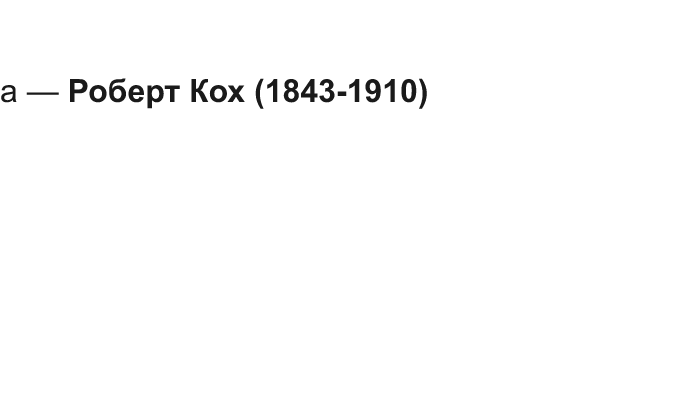 а — Роберт Кох (1843-1910)